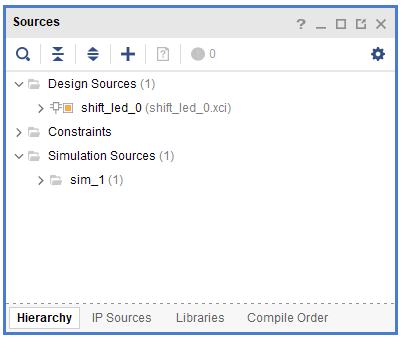 Sources
? _
0
Design Sources (1)
shift_led_0 (shift_led_0.xci)
Constraints
Simulation Sources (1)
sim_1 (1)
Hierarchy IP Sources Libraries Compile Order